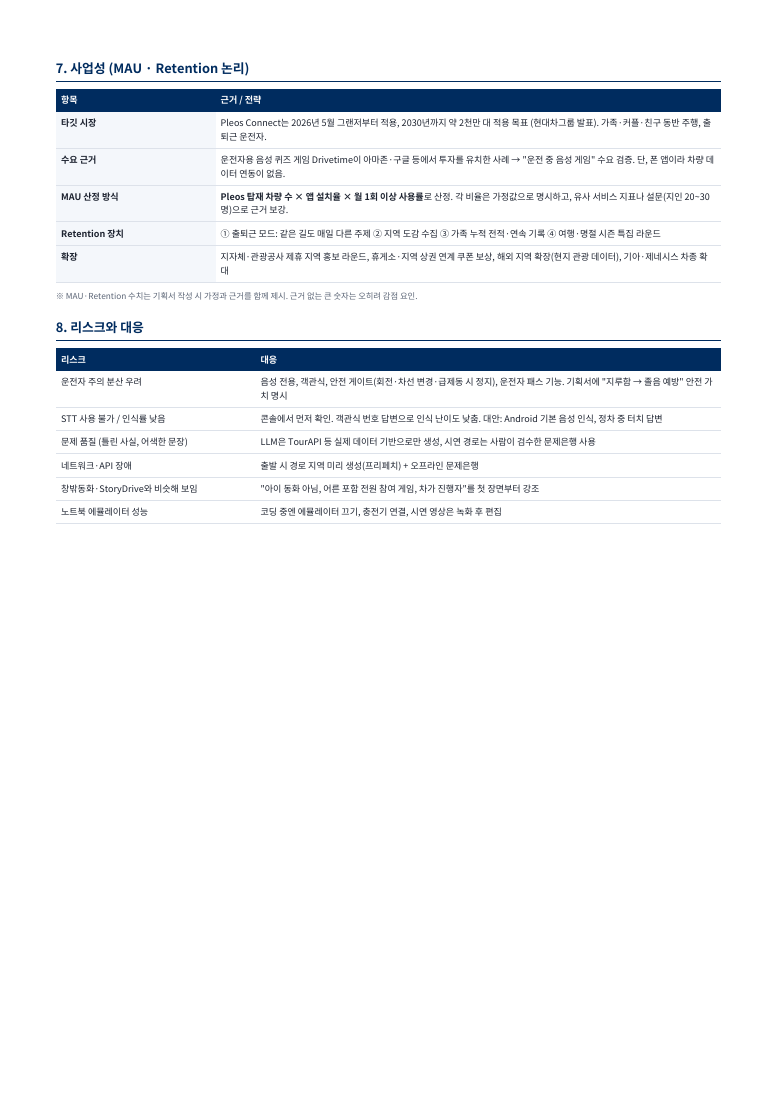 7. 사업성 (MAU · Retention 논리)
항목 근거 / 전략
타깃 시장 Pleos Connect는 2026년 5월 그랜저부터 적용, 2030년까지 약 2천만 대 적용 목표 (현대차그룹 발표). 가족·커플·친구 동반 주행, 출
퇴근 운전자.
수요 근거 운전자용 음성 퀴즈 게임 Drivetime이 아마존·구글 등에서 투자를 유치한 사례 → "운전 중 음성 게임" 수요 검증. 단, 폰 앱이라 차량 데
이터 연동이 없음.
MAU 산정 방식 Pleos 탑재 차량 수 × 앱 설치율 × 월 1회 이상 사용률로 산정. 각 비율은 가정값으로 명시하고, 유사 서비스 지표나 설문(지인 20~30
명)으로 근거 보강.
Retention 장치 ① 출퇴근 모드: 같은 길도 매일 다른 주제 ② 지역 도감 수집 ③ 가족 누적 전적·연속 기록 ④ 여행·명절 시즌 특집 라운드
확장 지자체·관광공사 제휴 지역 홍보 라운드, 휴게소·지역 상권 연계 쿠폰 보상, 해외 지역 확장(현지 관광 데이터), 기아·제네시스 차종 확
대
※ MAU·Retention 수치는 기획서 작성 시 가정과 근거를 함께 제시. 근거 없는 큰 숫자는 오히려 감점 요인.
8. 리스크와 대응
리스크 대응
운전자 주의 분산 우려 음성 전용, 객관식, 안전 게이트(회전·차선 변경·급제동 시 정지), 운전자 패스 기능. 기획서에 "지루함 → 졸음 예방" 안전 가
치 명시
STT 사용 불가 / 인식률 낮음 콘솔에서 먼저 확인. 객관식 번호 답변으로 인식 난이도 낮춤. 대안: Android 기본 음성 인식, 정차 중 터치 답변
문제 품질 (틀린 사실, 어색한 문장) LLM은 TourAPI 등 실제 데이터 기반으로만 생성, 시연 경로는 사람이 검수한 문제은행 사용
네트워크·API 장애 출발 시 경로 지역 미리 생성(프리페치) + 오프라인 문제은행
창밖동화·StoryDrive와 비슷해 보임 "아이 동화 아님, 어른 포함 전원 참여 게임, 차가 진행자"를 첫 장면부터 강조
노트북 에뮬레이터 성능 코딩 중엔 에뮬레이터 끄기, 충전기 연결, 시연 영상은 녹화 후 편집